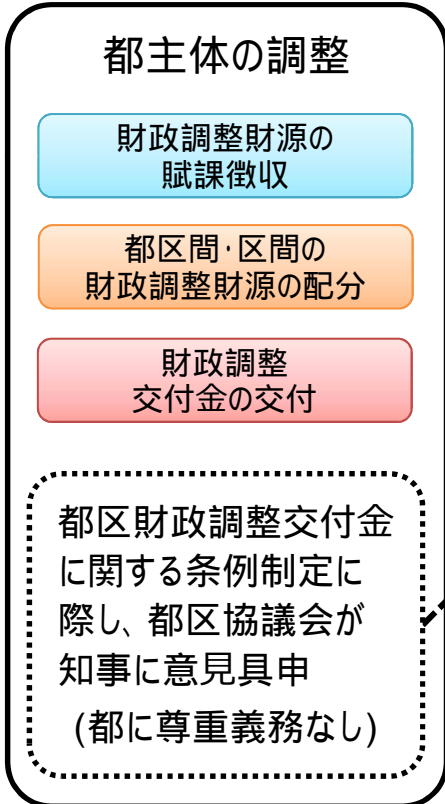 都主体の調整
財政調整財源の
賦課徴収
都区間・区間の
財政調整財源の配分
財政調整
交付金の交付
都区財政調整交付金
に関する条例制定に
際し、都区協議会が
知事に意見具申
(都に尊重義務なし)